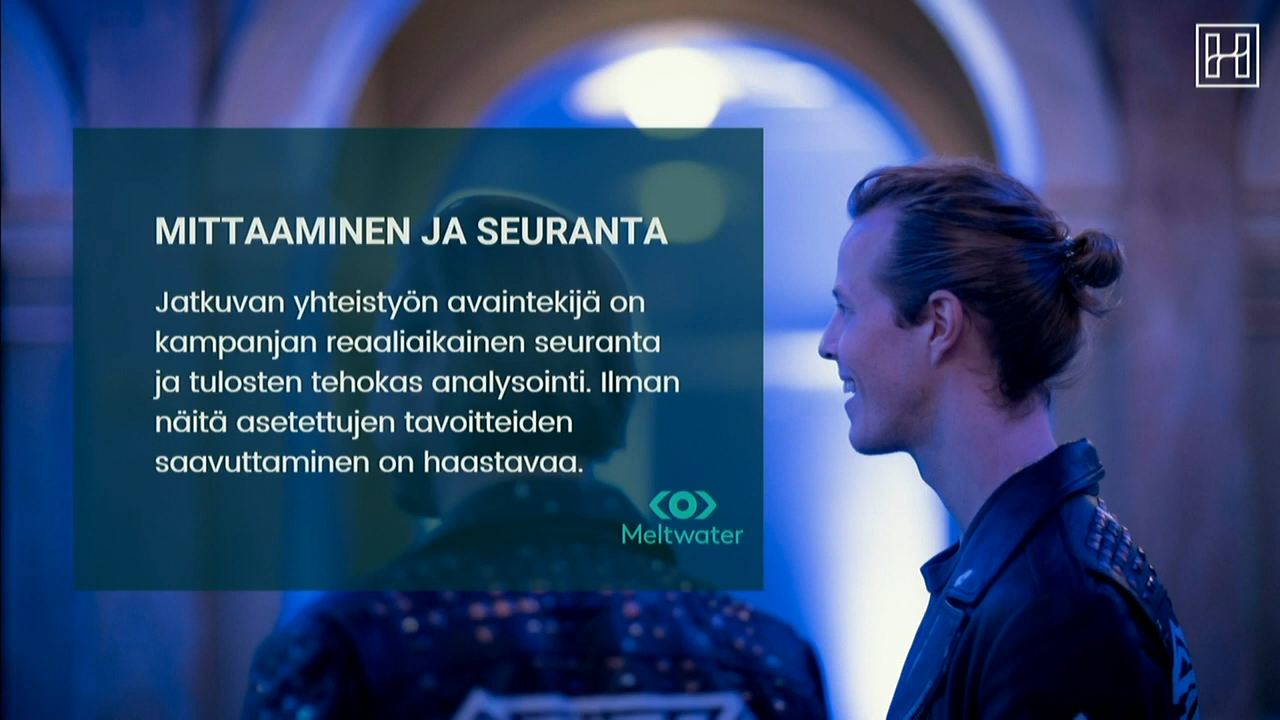 MITTAAMINEN JA SEURANTA
Jatkuvan yhteistyön avaintekijä on
kampanjan reaaliaikainen seuranta
ja tulosten tehokas analysointi. Ilman
näitä asetettujen tavoitteiden
saavuttaminen on haastavaa.
Meltwater